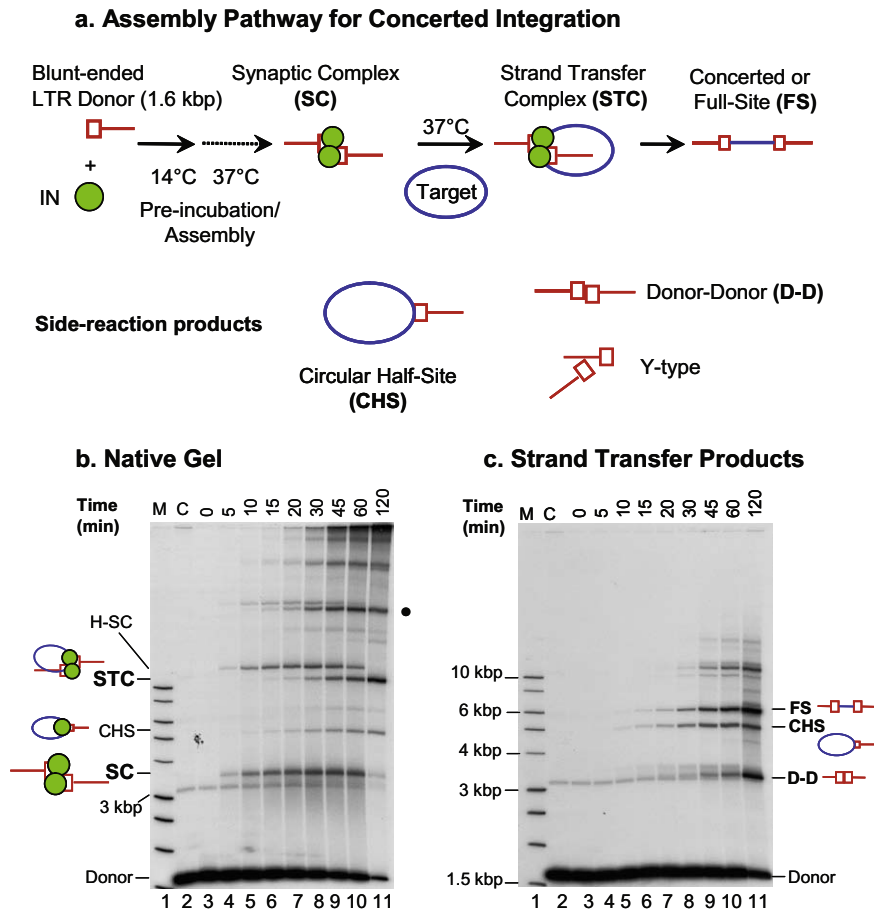 a. Assembly Pathway for Concerted Integration
Blunt-ended
LTR Donor (1.6 kbp)
+
IN
14°C 37°C
Pre-incubation/
Assembly
Synaptic Complex
(SC)
37°C
Target
Strand Transfer
Complex (STC)
Concerted or
Full-Site (FS)
Side-reaction products
Circular Half-Site
(CHS)
Donor-Donor (D-D)
Y-type
b. Native Gel
Time
(min)
M C 0 5 10 15 20 30 45 60 120
H-SC
STC
CHS
SC
3 kbp
Donor
1 2 3 4 5 6 7 8 9 10 11
c. Strand Transfer Products
Time
(min)
M C 0 5 10 15 20 30 45 60 120
10 kbp
6 kbp
4 kbp
3 kbp
1.5 kbp
FS
CHS
D-D
Donor
1 2 3 4 5 6 7 8 9 10 11